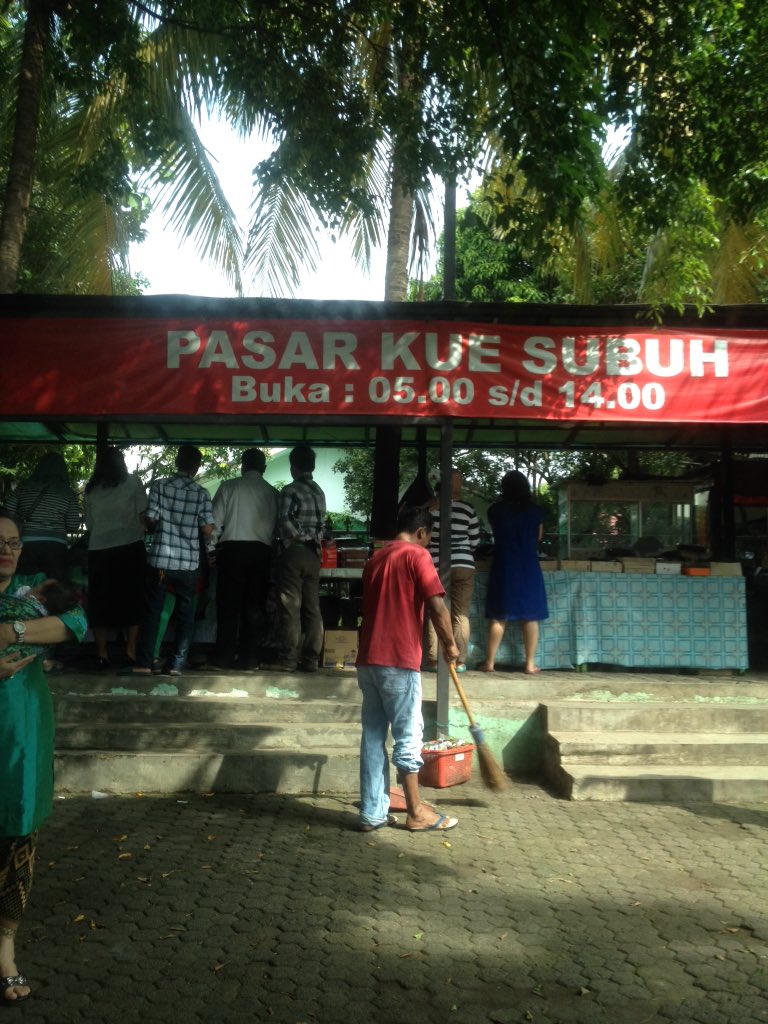 PASAR KUE SUBUH
Buka : 05.00 s/d 14.00